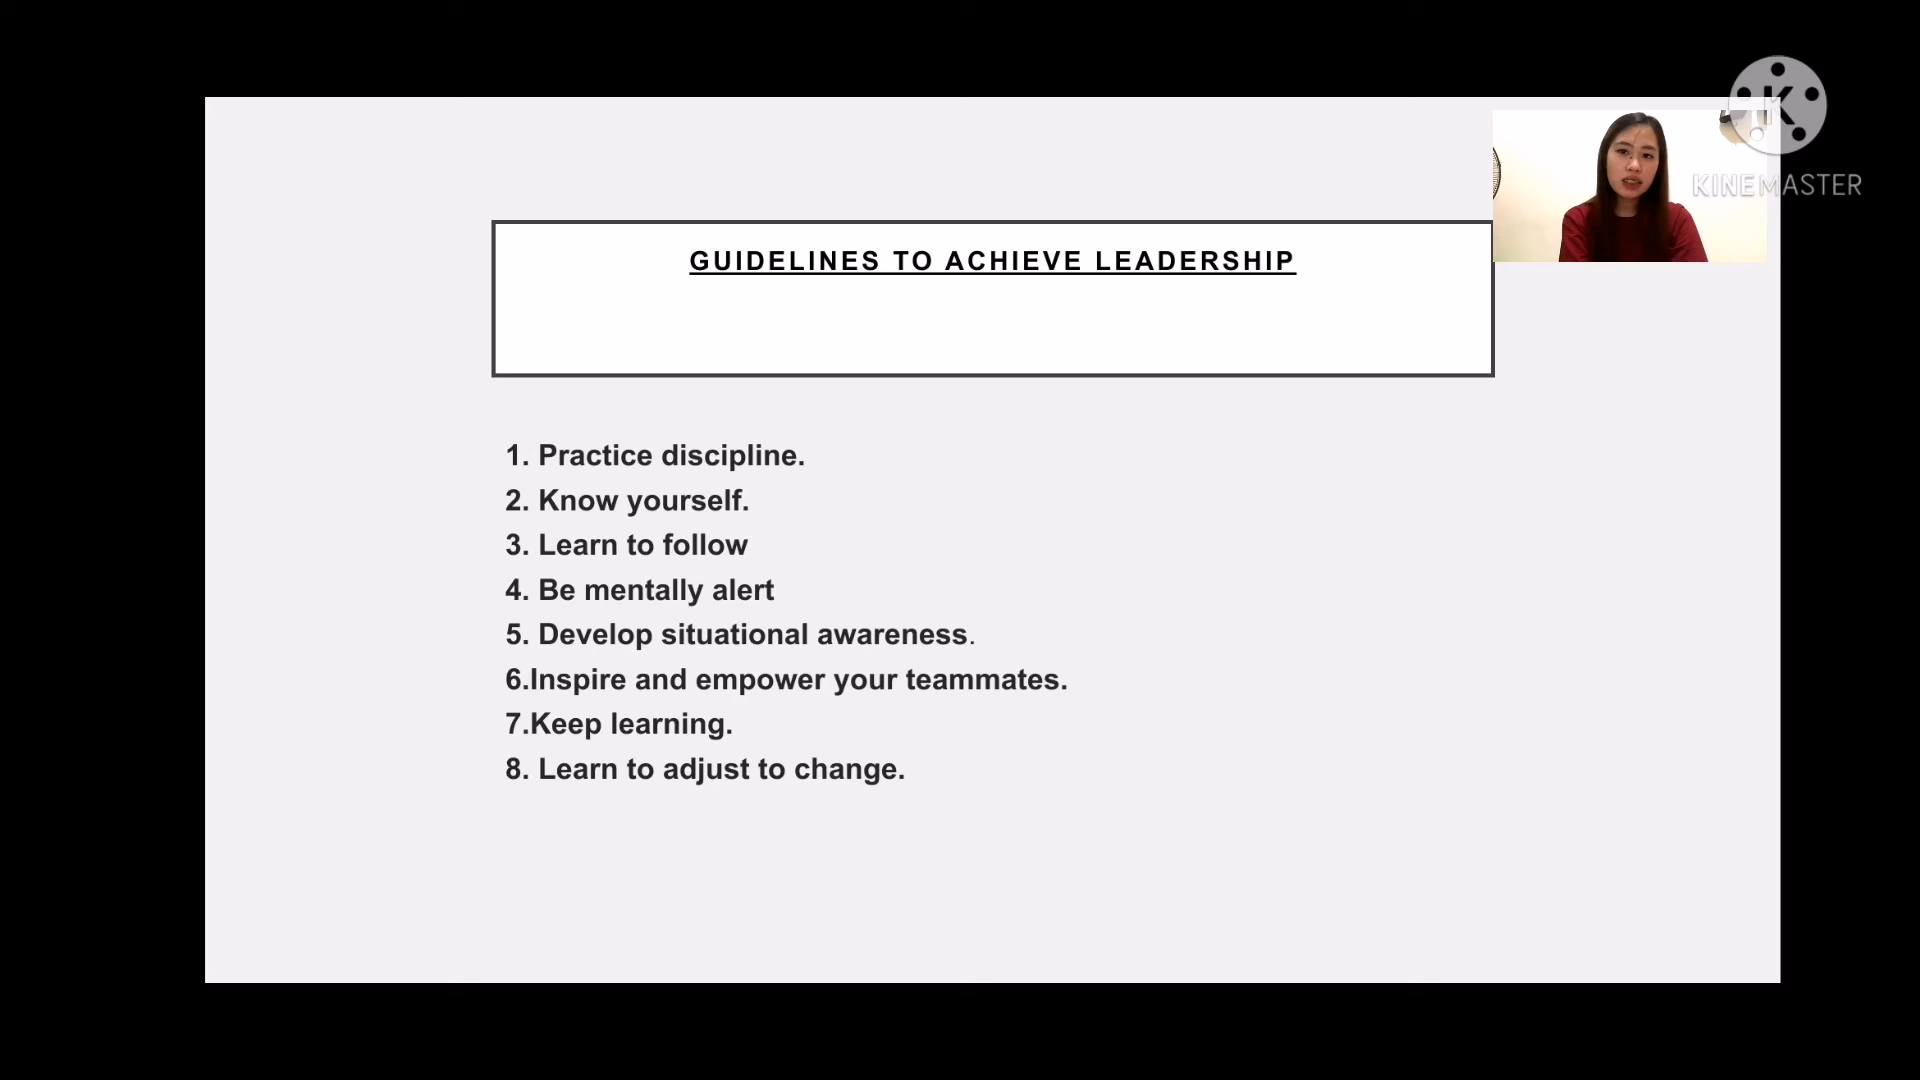 K
KINEMASTER
GUIDELINES TO ACHIEVE LEADERSHIP
1. Practice discipline.
2. Know yourself.
3. Learn to follow
4. Be mentally alert
5. Develop situational awareness.
6.Inspire and empower your teammates.
7.Keep learning.
8. Learn to adjust to change.